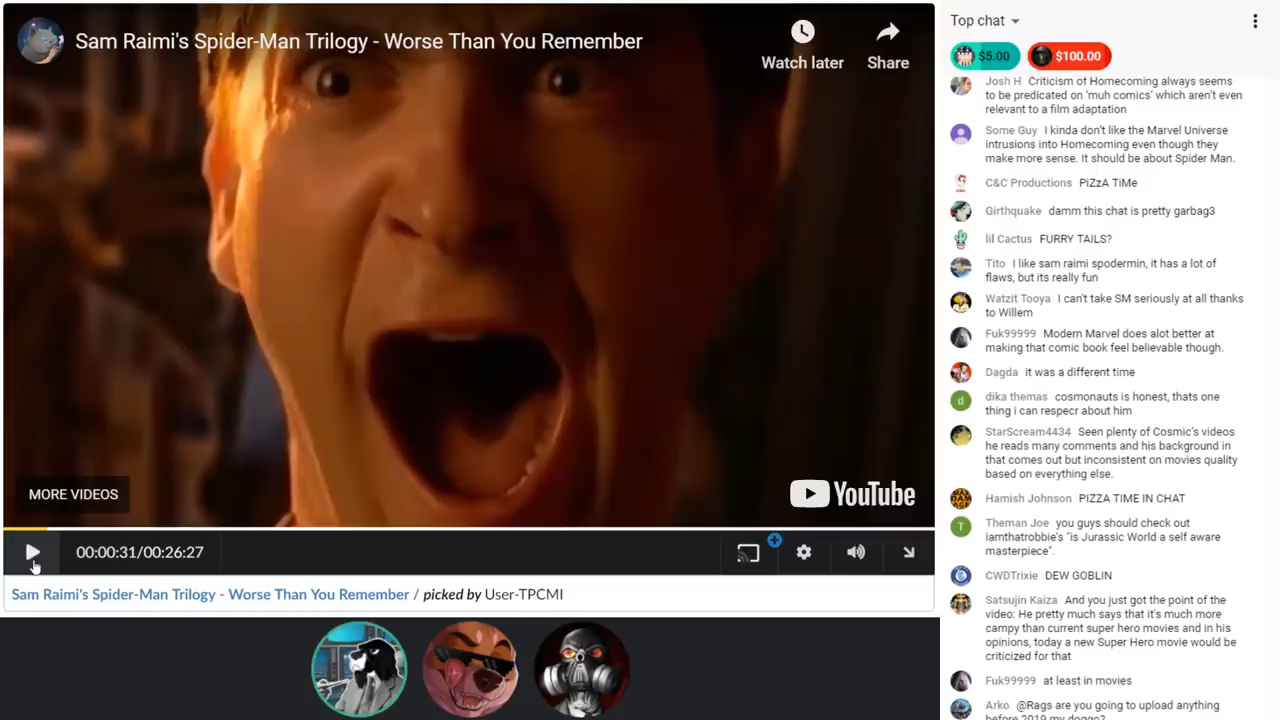 Sam Raimi's Spider-Man Trilogy - Worse Than You Remember
Watch later
Share
MORE VIDEOS
YouTube
00:00:31/00:26:27
Sam Raimi's Spider-Man Trilogy - Worse Than You Remember / picked by User-TPCMI
Top chat
$5.00
$100.00
Josh H Criticism of Homecoming always seems
to be predicated on 'muh comics' which aren't even
relevant to a film adaptation
Some Guy I kinda don't like the Marvel Universe
intrusions into Homecoming even though they
make more sense. It should be about Spider Man.
C&C Productions PiZzA TiMe
Girthquake damm this chat is pretty garbag3
lil Cactus FURRY TAILS?
Tito I like sam raimi spodermin, it has a lot of
flaws, but its really fun
Watzit Tooya I can't take SM seriously at all thanks
to Willem
Fuk99999 Modern Marvel does alot better at
making that comic book feel believable though.
Dagda it was a different time
d
dika themas cosmonauts is honest, thats one
thing i can respecr about him
StarScream4434 Seen plenty of Cosmic's videos
he reads many comments and his background in
that comes out but inconsistent on movies quality
based on everything else.
Hamish Johnson PIZZA TIME IN CHAT
T
Theman Joe you guys should check out
iamthatrobbie's "is Jurassic World a self aware
masterpiece".
CWDTrixie DEW GOBLIN
Satsujin Kaiza And you just got the point of the
video: He pretty much says that it's much more
campy than current super hero movies and in his
opinions, today a new Super Hero movie would be
criticized for that
Fuk99999 at least in movies
Arko @Rags are you going to upload anything
before 2019 my doggo?